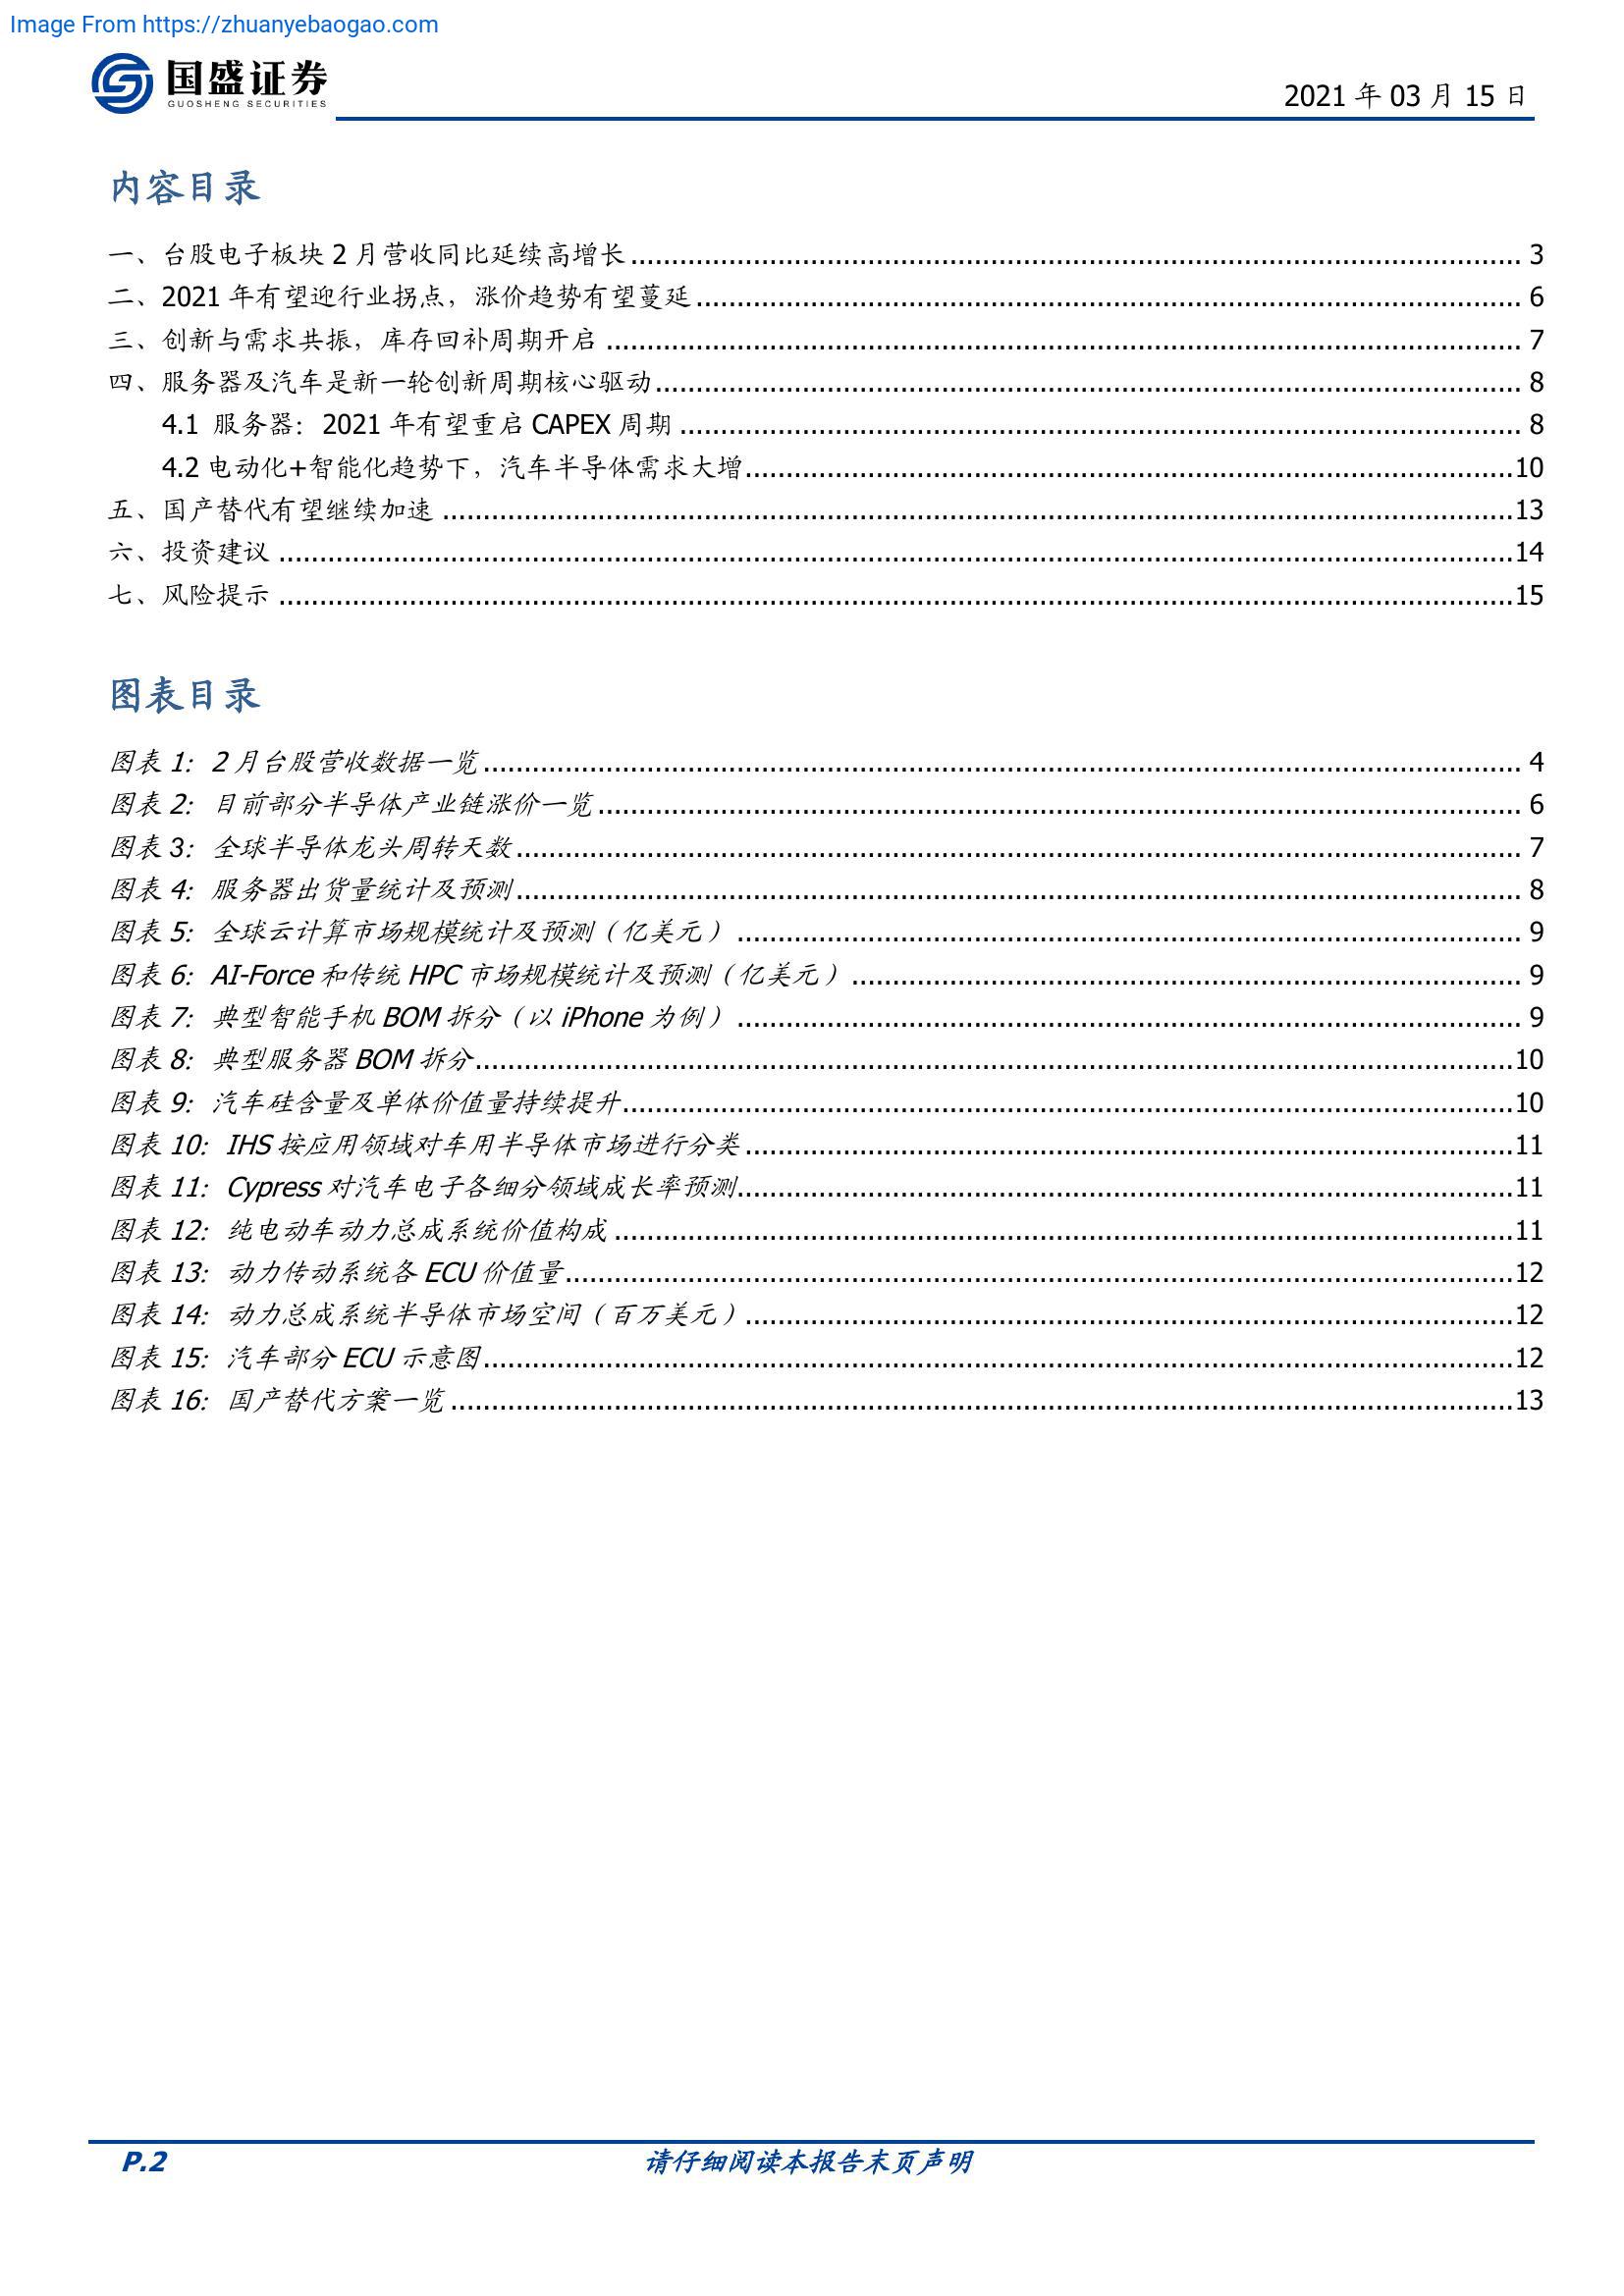 Image From https://zhuanyebaogao.com
国盛证券
GUOSHENG SECURITIES
2021 年 03 月 15 日
内容目录
一、台股电子板块 2 月营收同比延续高增长 3
二、2021 年有望迎行业拐点，涨价趋势有望蔓延 6
三、创新与需求共振，库存回补周期开启 7
四、服务器及汽车是新一轮创新周期核心驱动 8
4.1 服务器：2021 年有望重启 CAPEX 周期 8
4.2 电动化+智能化趋势下，汽车半导体需求大增 10
五、国产替代有望继续加速 13
六、投资建议 14
七、风险提示 15
图表目录
图表 1：2 月台股营收数据一览 4
图表 2：目前部分半导体产业链涨价一览 6
图表 3：全球半导体龙头周转天数 7
图表 4：服务器出货量统计及预测 8
图表 5：全球云计算市场规模统计及预测（亿美元） 9
图表 6：AI-Force 和传统 HPC 市场规模统计及预测（亿美元） 9
图表 7：典型智能手机 BOM 拆分（以 iPhone 为例） 9
图表 8：典型服务器 BOM 拆分 10
图表 9：汽车硅含量及单体价值量持续提升 10
图表 10：IHS 按应用领域对车用半导体市场进行分类 11
图表 11：Cypress 对汽车电子各细分领域成长率预测 11
图表 12：纯电动车动力总成系统价值构成 11
图表 13：动力传动系统各 ECU 价值量 12
图表 14：动力总成系统半导体市场空间（百万美元） 12
图表 15：汽车部分 ECU 示意图 12
图表 16：国产替代方案一览 13
P.2 请仔细阅读本报告末页声明